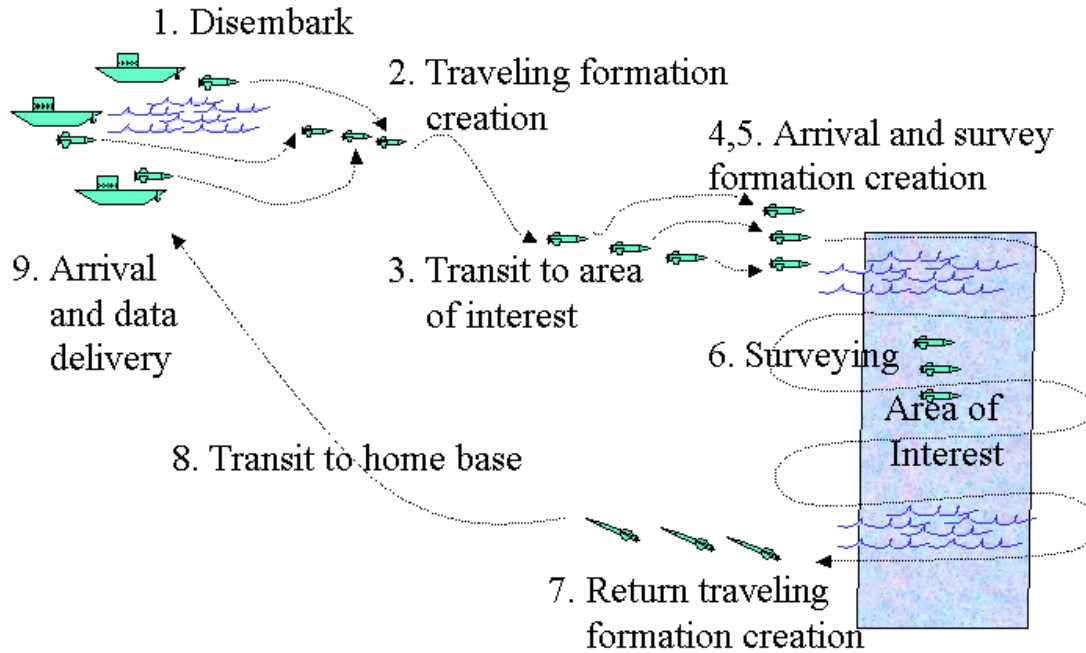 1. Disembark
2. Traveling formation
creation
4,5. Arrival and survey
formation creation
3. Transit to area
of interest
9. Arrival
and data
delivery
6. Surveying
Area of
Interest
8. Transit to home base
7. Return traveling
formation creation